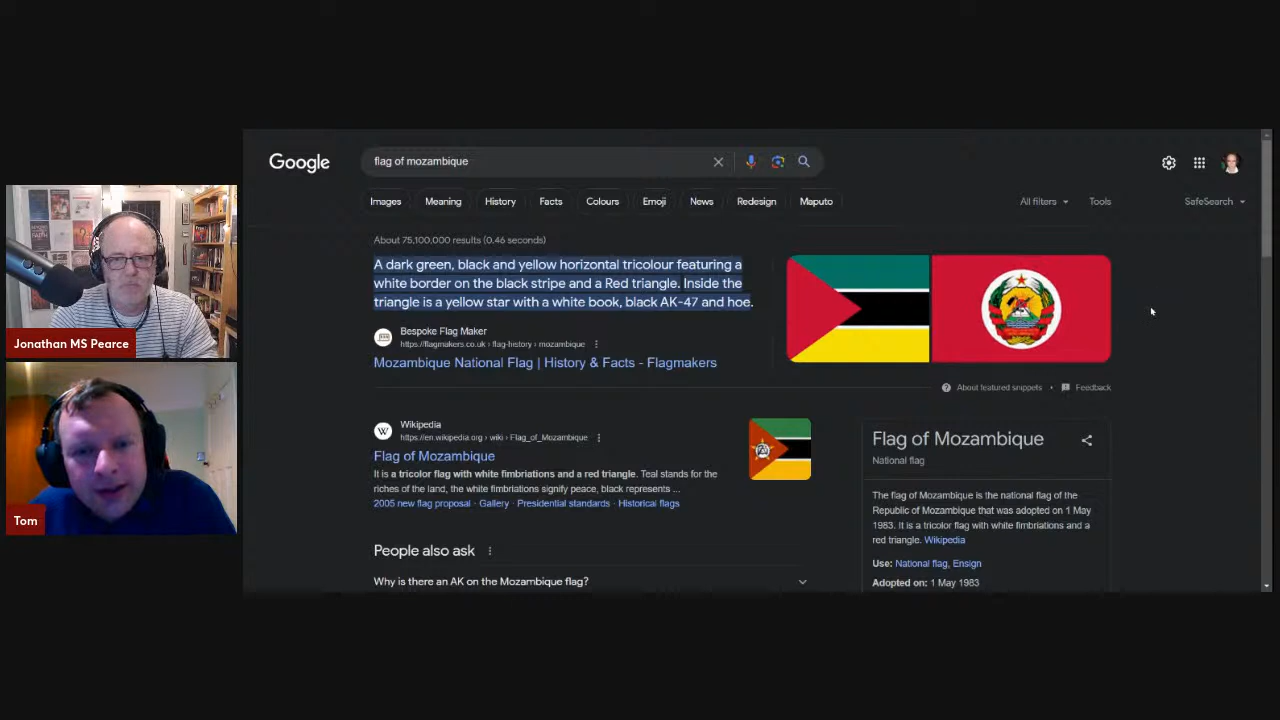 Google
flag of mozambique
Images
Meaning
History
Facts
Colours
Emoji
News
Redesign
Maputo
All filters
Tools
SafeSearch
About 75,100,000 results (0.46 seconds)
A dark green, black and yellow horizontal tricolour featuring a
white border on the black stripe and a Red triangle. Inside the
triangle is a yellow star with a white book, black AK-47 and hoe.
Bespoke Flag Maker
https://flagmakers.co.uk › flag-history › mozambique
Mozambique National Flag | History & Facts - Flagmakers
About featured snippets
Feedback
Wikipedia
https://en.wikipedia.org › wiki › Flag_of_Mozambique
Flag of Mozambique
It is a tricolor flag with white fimbriations and a red triangle. Teal stands for the
riches of the land, the white fimbriations signify peace, black represents ...
2005 new flag proposal · Gallery · Presidential standards · Historical flags
People also ask
Why is there an AK on the Mozambique flag?
Flag of Mozambique
National flag
The flag of Mozambique is the national flag of the
Republic of Mozambique that was adopted on 1 May
1983. It is a tricolor flag with white fimbriations and a
red triangle. Wikipedia
Use: National flag, Ensign
Adopted on: 1 May 1983
Jonathan MS Pearce
Tom